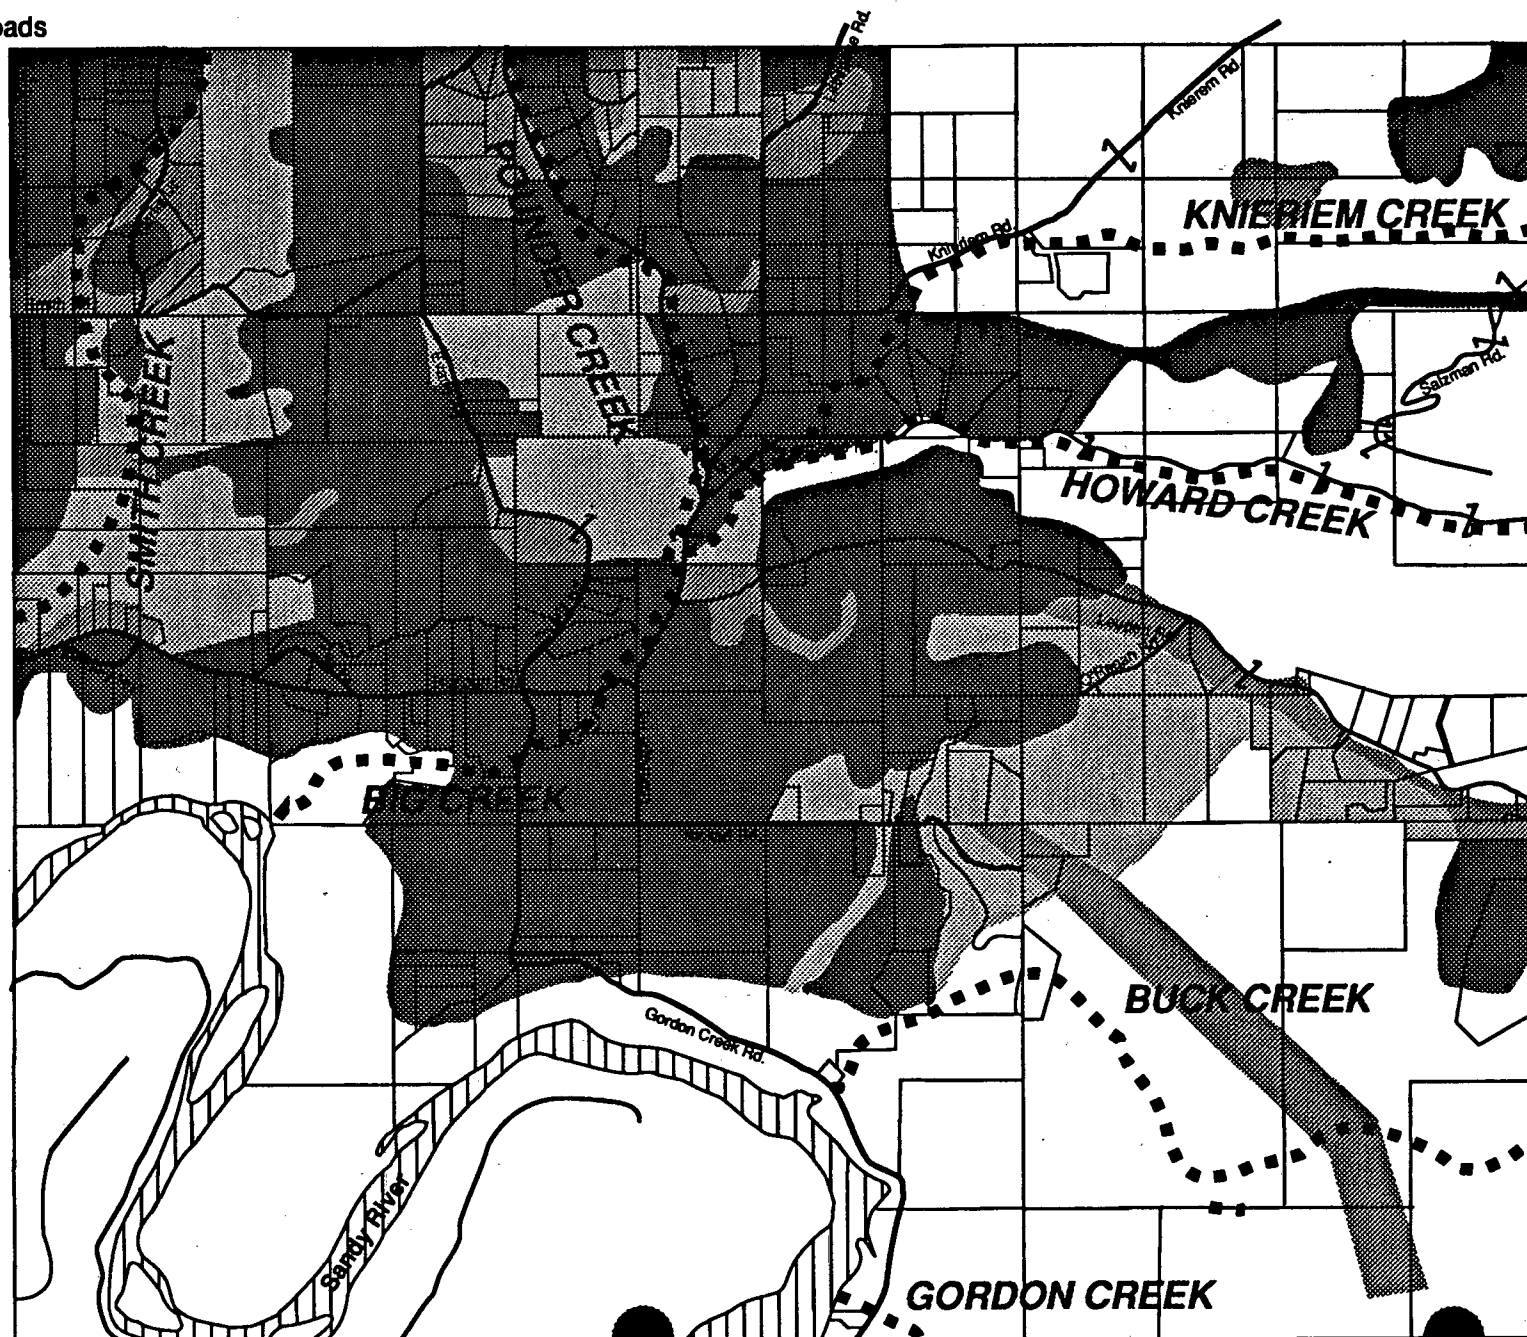 oads
Knierem Rd.
KNIERIEM CREEK
POUNDER CREEK
Knieriem Rd.
Salzman Rd.
SMITH CREEK
HOWARD CREEK
BIG CREEK
BUCK CREEK
Gordon Creek Rd.
Sandy River
GORDON CREEK